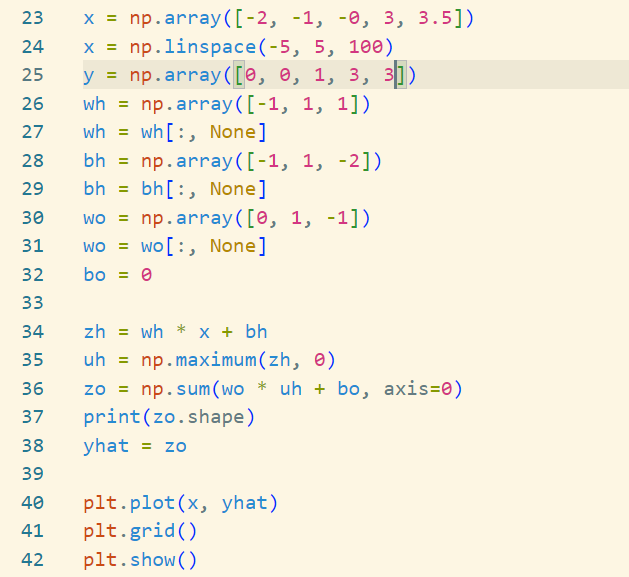 23 x = np.array([-2, -1, -0, 3, 3.5])
24 x = np.linspace(-5, 5, 100)
25 y = np.array([0, 0, 1, 3, 3])
26 wh = np.array([-1, 1, 1])
27 wh = wh[:, None]
28 bh = np.array([-1, 1, -2])
29 bh = bh[:, None]
30 wo = np.array([0, 1, -1])
31 wo = wo[:, None]
32 bo = 0
33
34 zh = wh * x + bh
35 uh = np.maximum(zh, 0)
36 zo = np.sum(wo * uh + bo, axis=0)
37 print(zo.shape)
38 yhat = zo
39
40 plt.plot(x, yhat)
41 plt.grid()
42 plt.show()